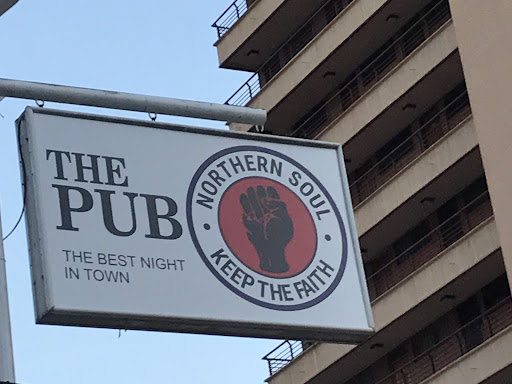 THE
PUB
THE BEST NIGHT
IN TOWN
· NORTHERN SOUL ·
KEEP THE FAITH